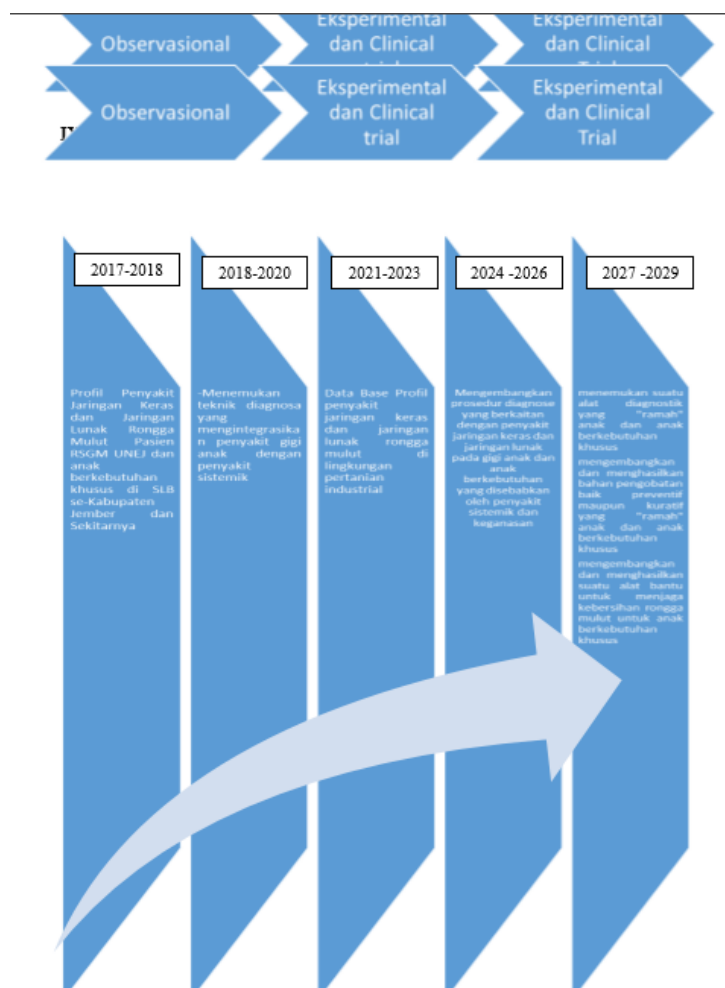 Observasional
Eksperimental
dan Clinical
Eksperimental
dan Clinical
Observasional
Eksperimental
dan Clinical
trial
Eksperimental
dan Clinical
Trial
2017-2018
Profil Penyakit
Jaringan Keras
dan Jaringan
Lunak Rongga
Mulut Pasien
RSGM UNEJ dan
anak
berkebutuhan
khusus di SLB
se-Kabupaten
Jember dan
Sekitarnya
2018-2020
-Menemukan
teknik diagnosa
yang
mengintegrasika
n penyakit gigi
anak dengan
penyakit
sistemik
2021-2023
Data Base Profil
penyakit
jaringan keras
dan jaringan
lunak rongga
mulut di
lingkungan
pertanian
industrial
2024 -2026
Mengembangkan
prosedur diagnose
yang berkaitan
dengan penyakit
jaringan keras dan
jaringan lunak
pada gigi anak dan
anak
berkebutuhan
yang disebabkan
oleh penyakit
sistemik dan
keganasan
2027 -2029
menemukan suatu
alat diagnostik
yang "ramah"
anak dan anak
berkebutuhan
khusus
mengembangkan
dan menghasilkan
bahan pengobatan
baik preventif
maupun kuratif
yang "ramah"
anak dan anak
berkebutuhan
khusus
mengembangkan
dan menghasilkan
suatu alat bantu
untuk menjaga
kebersihan rongga
mulut untuk anak
berkebutuhan
khusus